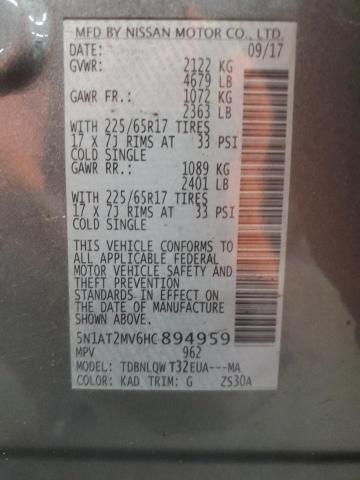 MFD BY NISSAN MOTOR CO., LTD.
DATE: 09/17
GVWR: 2122 KG
4679 LB
GAWR FR.: 1072 KG
2363 LB
WITH 225/65R17 TIRES
17 X 7J RIMS AT 33 PSI
COLD SINGLE
GAWR RR.: 1089 KG
2401 LB
WITH 225/65R17 TIRES
17 X 7J RIMS AT 33 PSI
COLD SINGLE
THIS VEHICLE CONFORMS TO
ALL APPLICABLE FEDERAL
MOTOR VEHICLE SAFETY AND
THEFT PREVENTION
STANDARDS IN EFFECT ON
THE DATE OF MANUFACTURE
SHOWN ABOVE.
5N1AT2MV6HC894959
MPV 962
MODEL: TDBNLQWT32EUA---MA
COLOR: KAD TRIM: G ZS30A